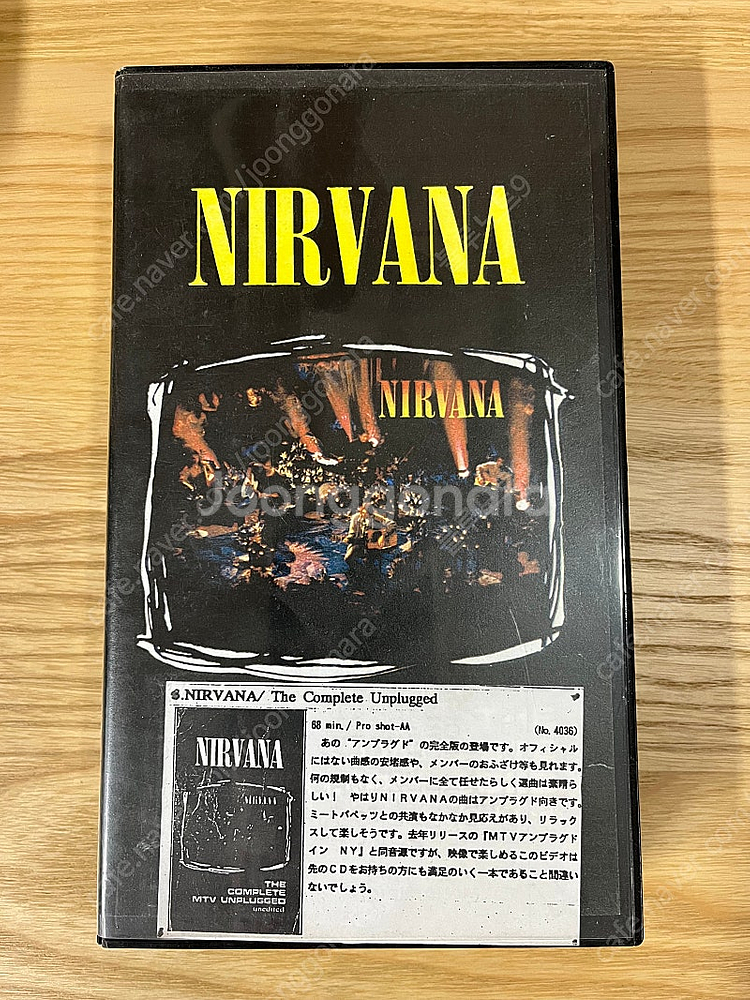 NIRVANA
NIRVANA
Joonggonara
6.NIRVANA/ The Complete Unplugged
68 min./ Pro shot-AA (No. 4036)
あの "アンプラグド" の完全版の登場です。オフィシャル
にはない曲感の安堵感や、メンバーのおふざけ等も見れます。
何の規制もなく、メンバーに全て任せたらしく選曲は素晴ら
しい! やはりNIRVANAの曲はアンプラグド向きです。
ミートパペッツとの共演もなかなか見応えがあり、リラック
スして楽しそうです。去年リリースの『MTVアンプラグド
イン NY』と同音源ですが、映像で楽しめるこのビデオは
先のCDをお持ちの方にも満足のいく一本であること間違い
ないでしょう。
NIRVANA
NIRVANA
THE
COMPLETE
MTV UNPLUGGED
unedited
cafe.naver.com/joonggonara